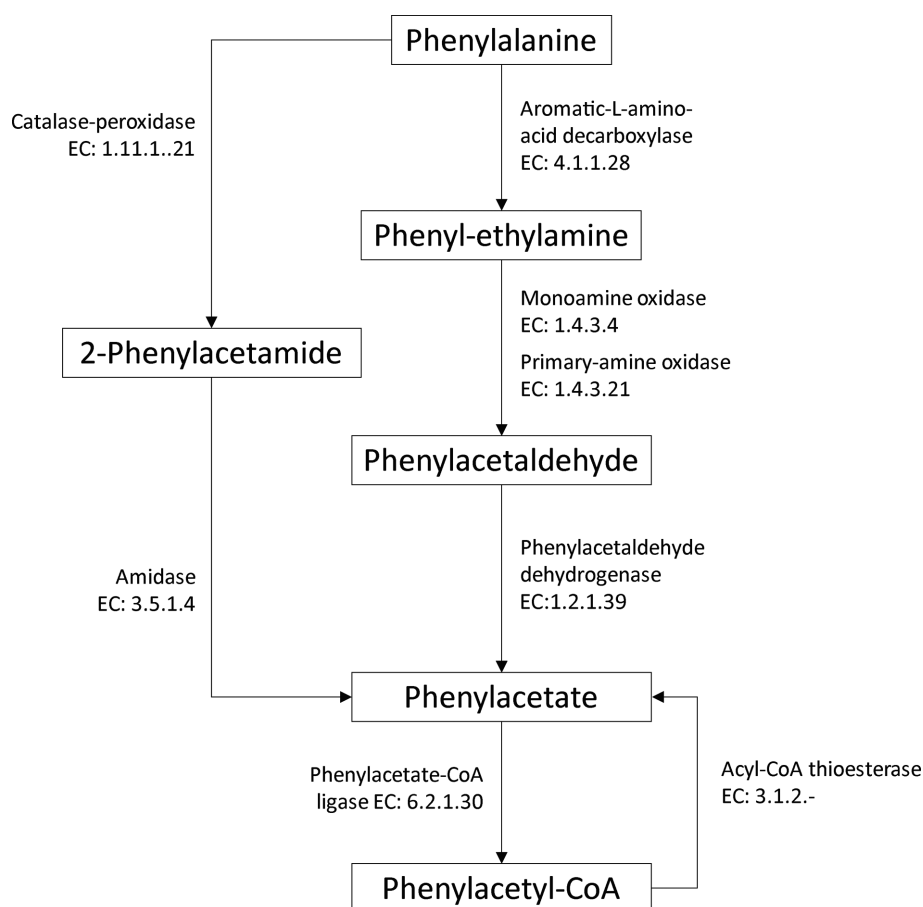 Phenylalanine
Catalase-peroxidase
EC: 1.11.1..21
Aromatic-L-amino-
acid decarboxylase
EC: 4.1.1.28
Phenyl-ethylamine
Monoamine oxidase
EC: 1.4.3.4
Primary-amine oxidase
EC: 1.4.3.21
2-Phenylacetamide
Phenylacetaldehyde
Amidase
EC: 3.5.1.4
Phenylacetaldehyde
dehydrogenase
EC:1.2.1.39
Phenylacetate
Phenylacetate-CoA
ligase EC: 6.2.1.30
Acyl-CoA thioesterase
EC: 3.1.2.-
Phenylacetyl-CoA